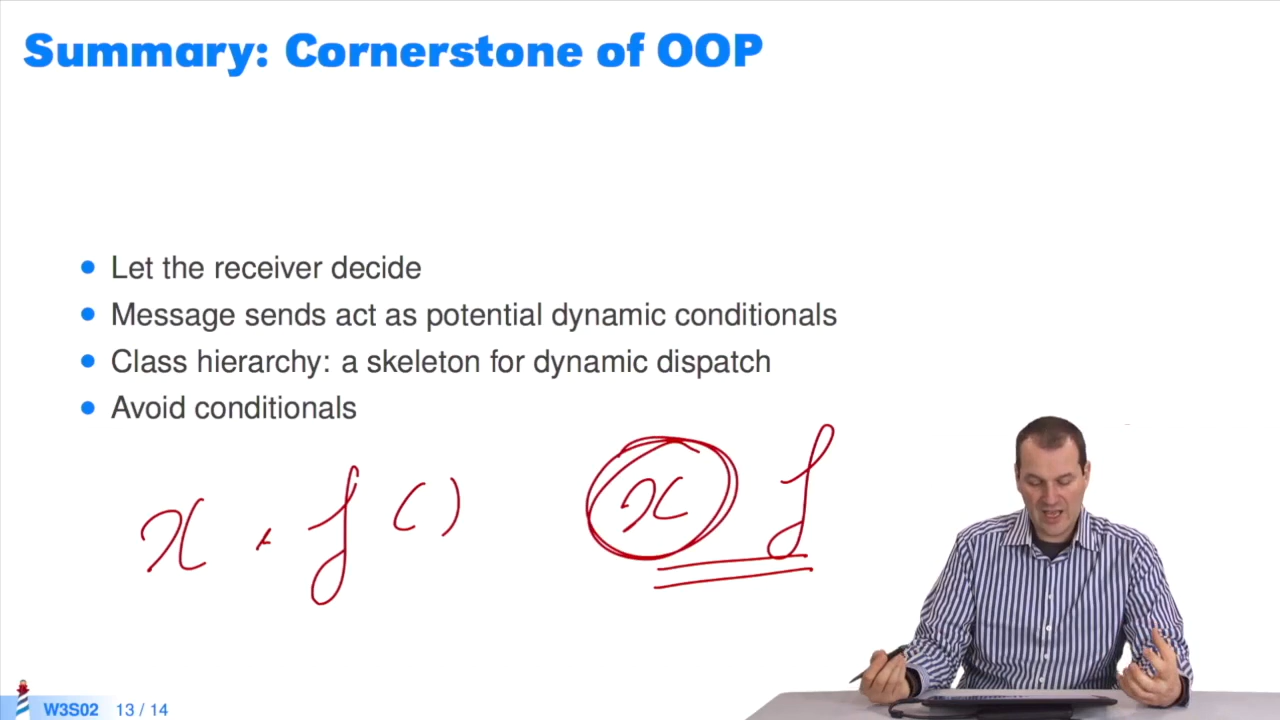 Summary: Cornerstone of OOP
Let the receiver decide
Message sends act as potential dynamic conditionals
Class hierarchy: a skeleton for dynamic dispatch
Avoid conditionals
x . f ( )
x f
W3S02 13 / 14